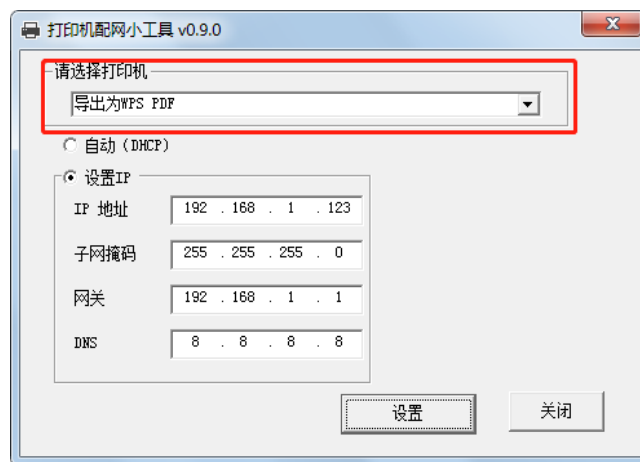 打印机配网小工具 v0.9.0
请选择打印机
导出为WPS PDF
自动（DHCP）
设置IP
IP 地址 192 . 168 . 1 . 123
子网掩码 255 . 255 . 255 . 0
网关 192 . 168 . 1 . 1
DNS 8 . 8 . 8 . 8
设置 关闭